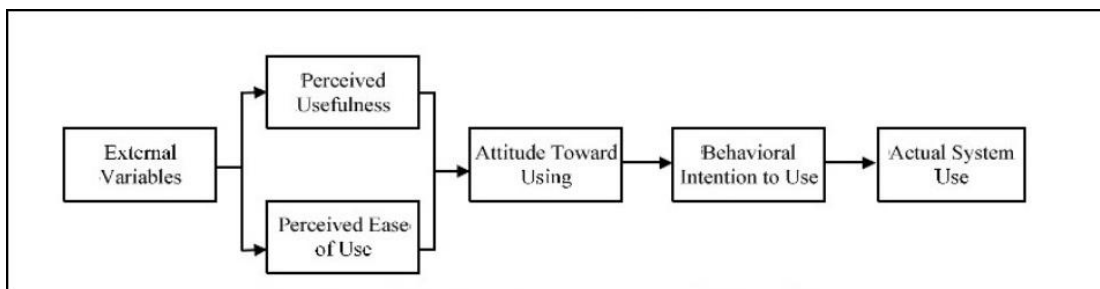 Perceived
Usefulness
External
Variables
Attitude Toward
Using
Behavioral
Intention to Use
Actual System
Use
Perceived Ease
of Use